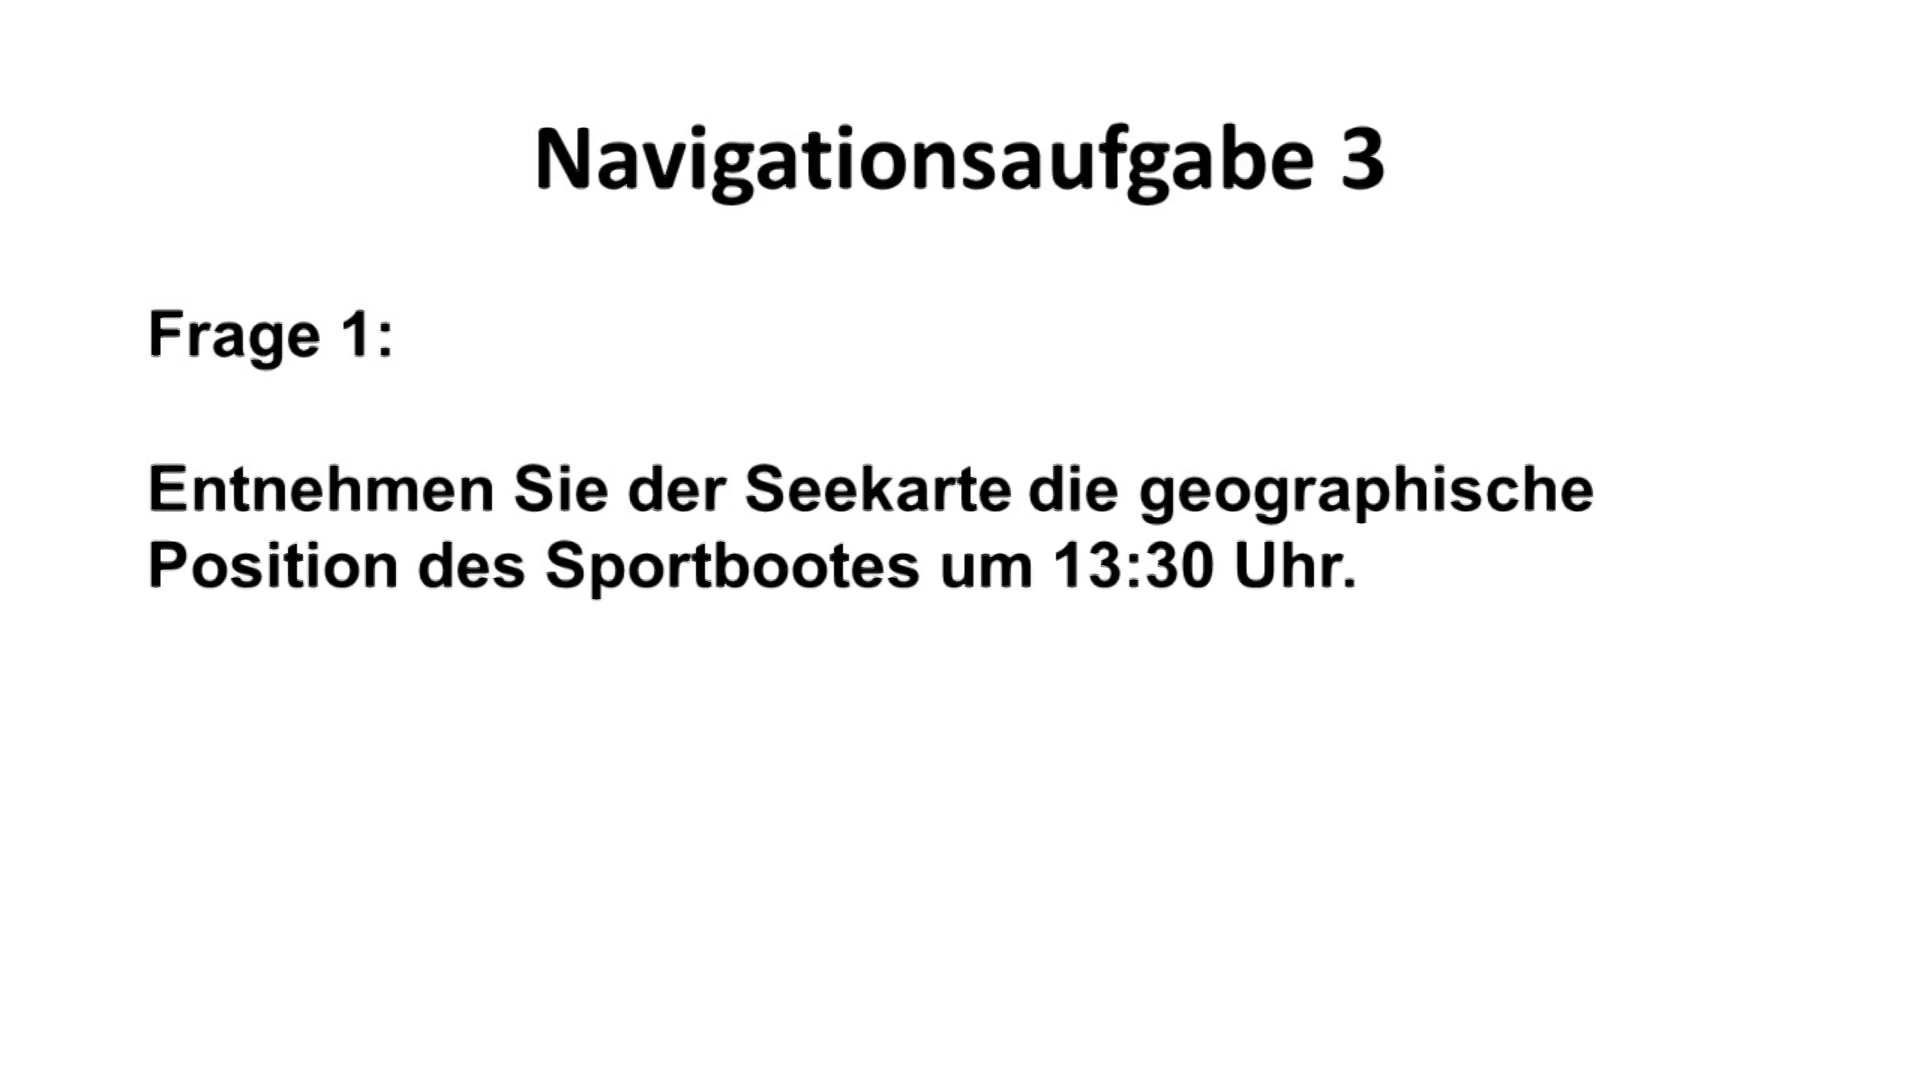 Navigationsaufgabe 3
Frage 1:
Entnehmen Sie der Seekarte die geographische
Position des Sportbootes um 13:30 Uhr.